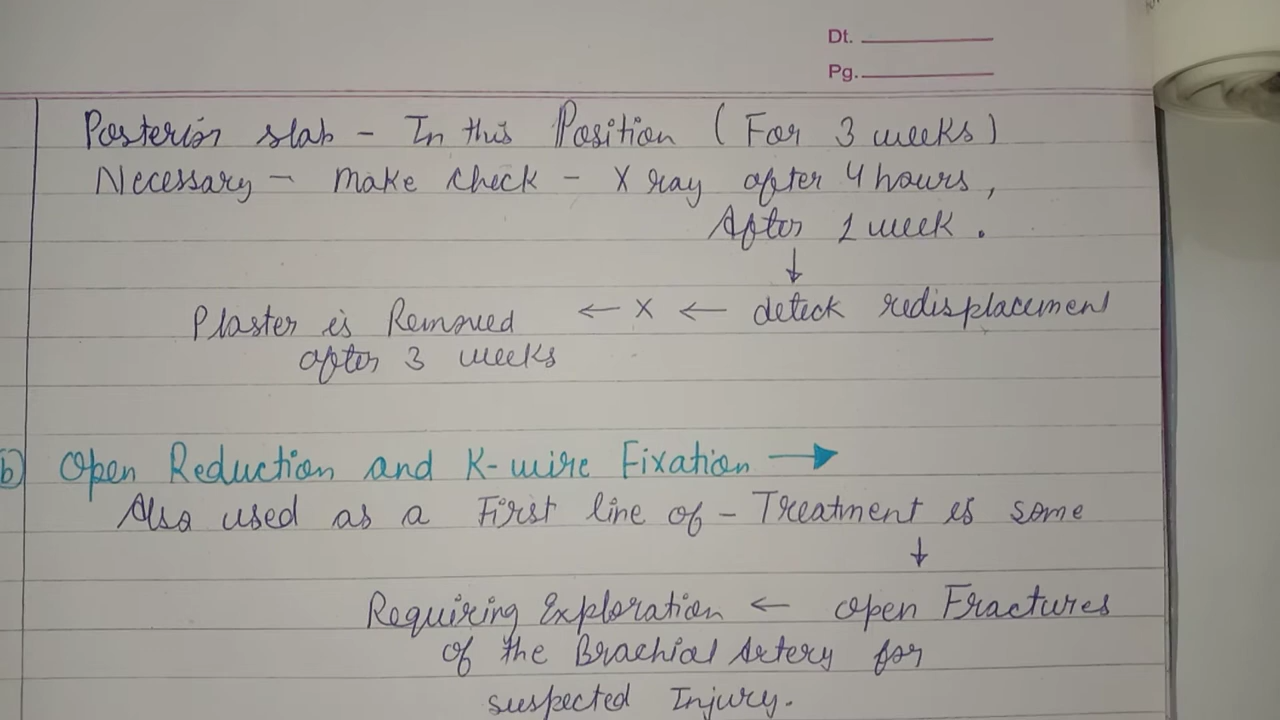 Dt.
Pg.
Posterior slab - In this Position (For 3 weeks)
Necessary - make check - X ray after 4 hours,
After 1 week.
↓
Plaster is Removed ← X ← deteck redisplacement
after 3 weeks
b) Open Reduction and K-wire Fixation →
Also used as a First line of - Treatment is some
↓
Requiring Exploration ← open Fractures
of the Brachial Artery for
suspected Injury.